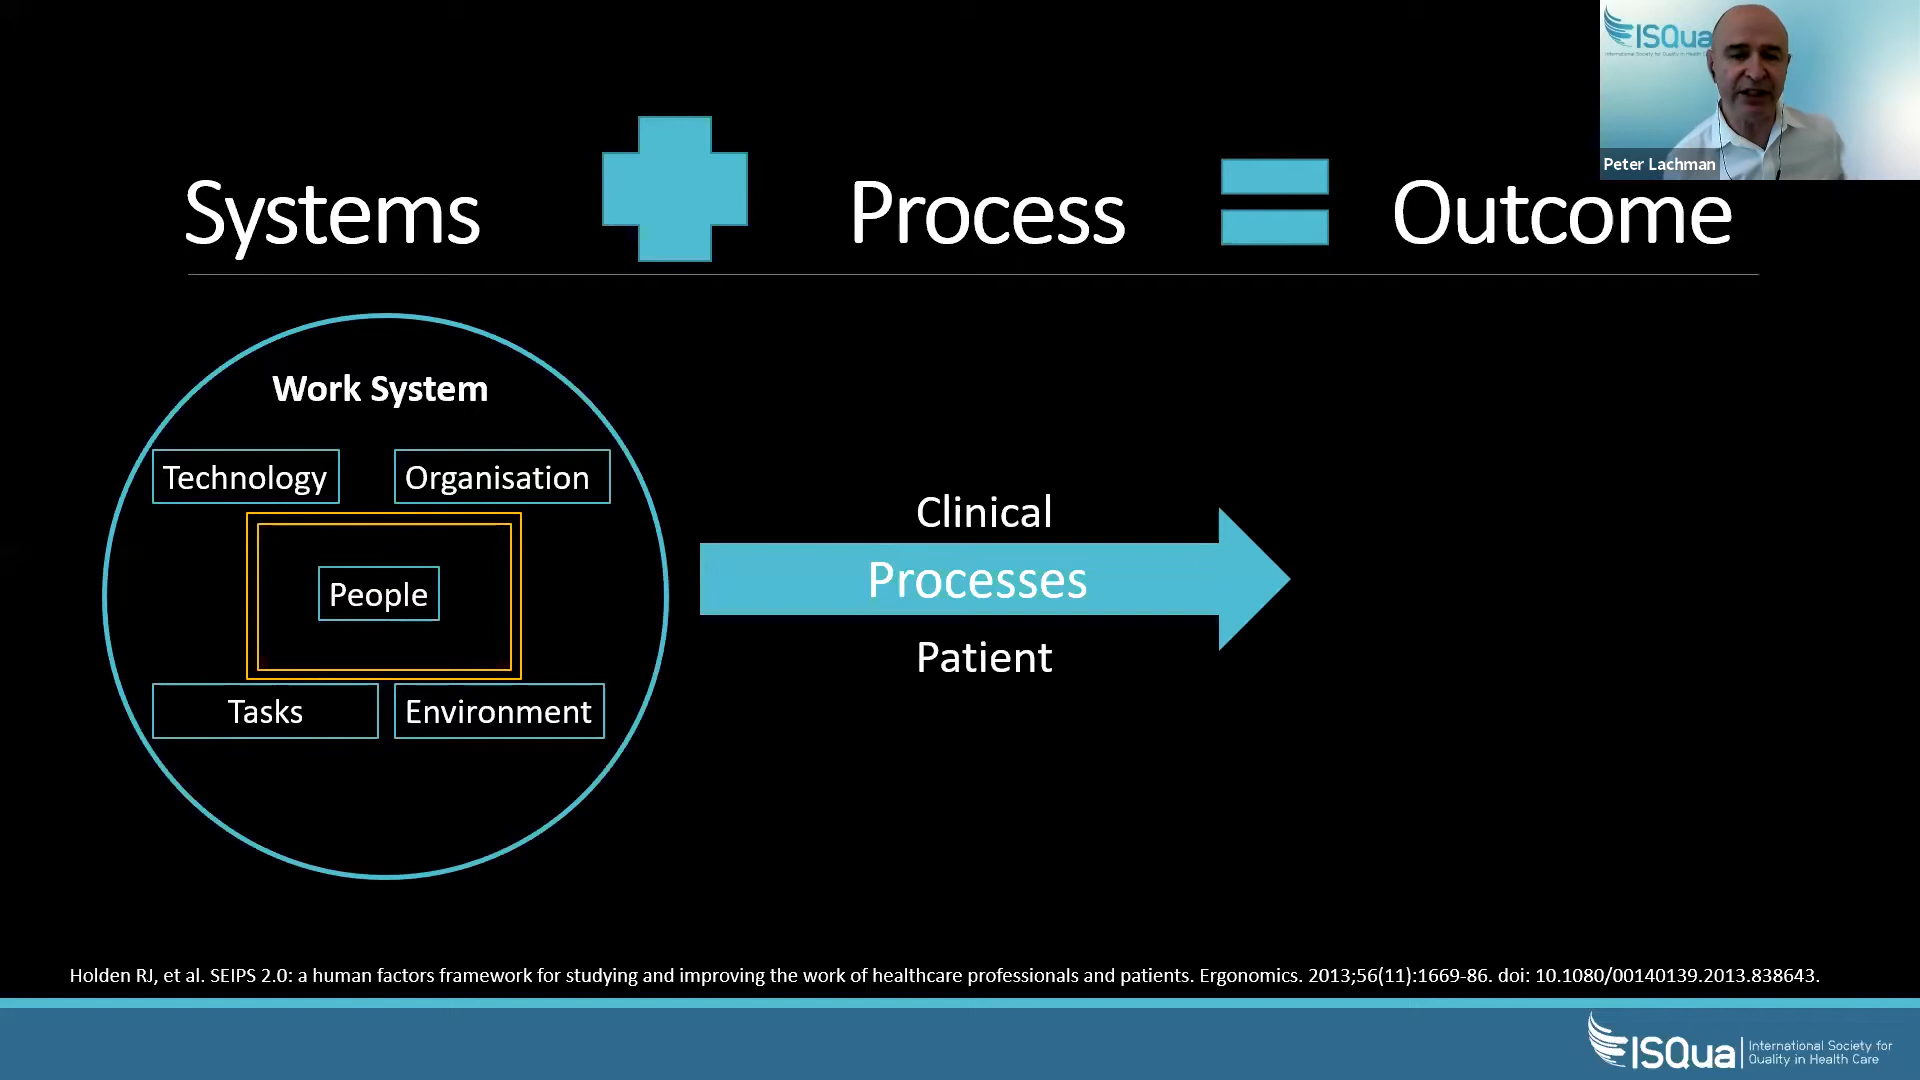 ISQua
Peter Lachman
Systems
Process
Outcome
Work System
Technology
Organisation
People
Tasks
Environment
Clinical
Processes
Patient
Holden RJ, et al. SEIPS 2.0: a human factors framework for studying and improving the work of healthcare professionals and patients. Ergonomics. 2013;56(11):1669-86. doi: 10.1080/00140139.2013.838643.
ISQua
International Society for
Quality in Health Care